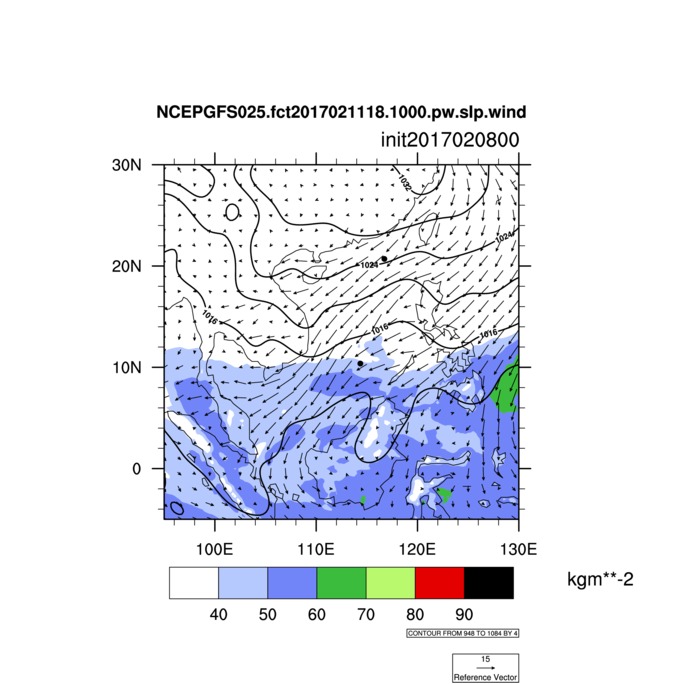 NCEPGFS025.fct2017021118.1000.pw.slp.wind
init2017020800
30N
1032
1024
20N
1024
1016
1016
1016
10N
0
100E 110E 120E 130E
kgm**-2
40 50 60 70 80 90
CONTOUR FROM 948 TO 1084 BY 4
15
Reference Vector